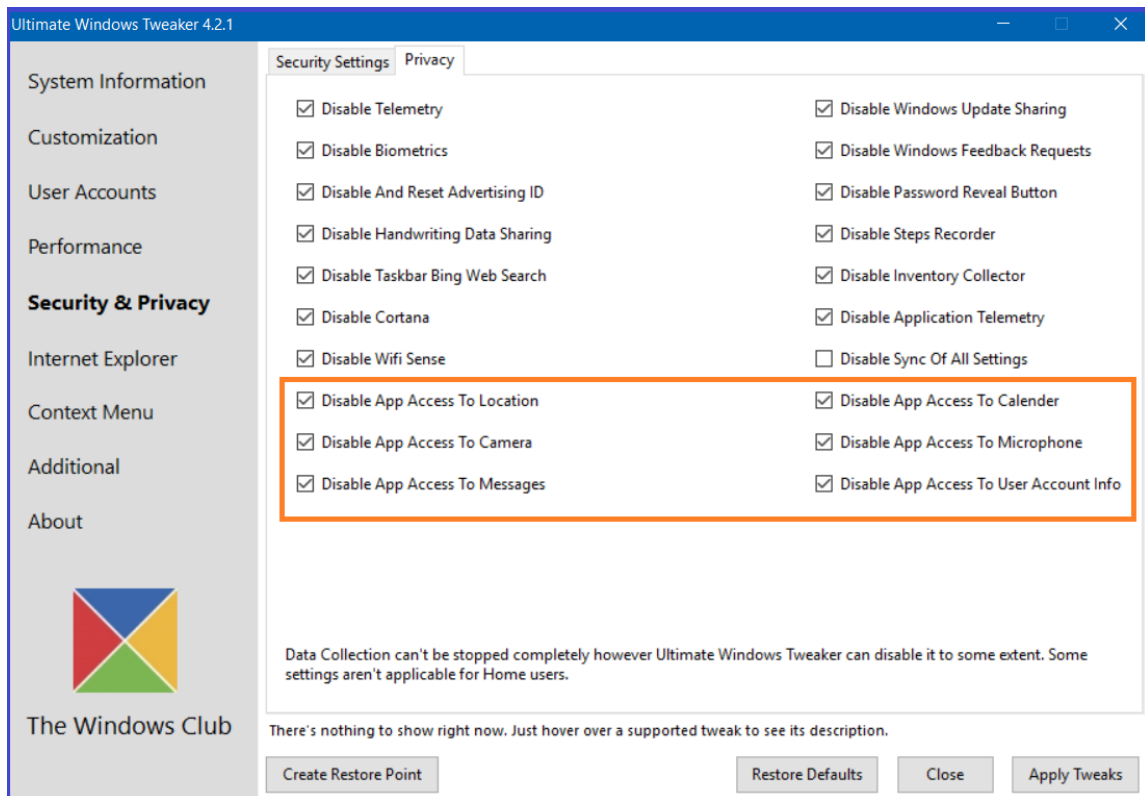 Ultimate Windows Tweaker 4.2.1
System Information
Customization
User Accounts
Performance
Security & Privacy
Internet Explorer
Context Menu
Additional
About
The Windows Club
Security Settings
Privacy
Disable Telemetry
Disable Biometrics
Disable And Reset Advertising ID
Disable Handwriting Data Sharing
Disable Taskbar Bing Web Search
Disable Cortana
Disable Wifi Sense
Disable App Access To Location
Disable App Access To Camera
Disable App Access To Messages
Disable Windows Update Sharing
Disable Windows Feedback Requests
Disable Password Reveal Button
Disable Steps Recorder
Disable Inventory Collector
Disable Application Telemetry
Disable Sync Of All Settings
Disable App Access To Calender
Disable App Access To Microphone
Disable App Access To User Account Info
Data Collection can't be stopped completely however Ultimate Windows Tweaker can disable it to some extent. Some
settings aren't applicable for Home users.
There's nothing to show right now. Just hover over a supported tweak to see its description.
Create Restore Point
Restore Defaults
Close
Apply Tweaks